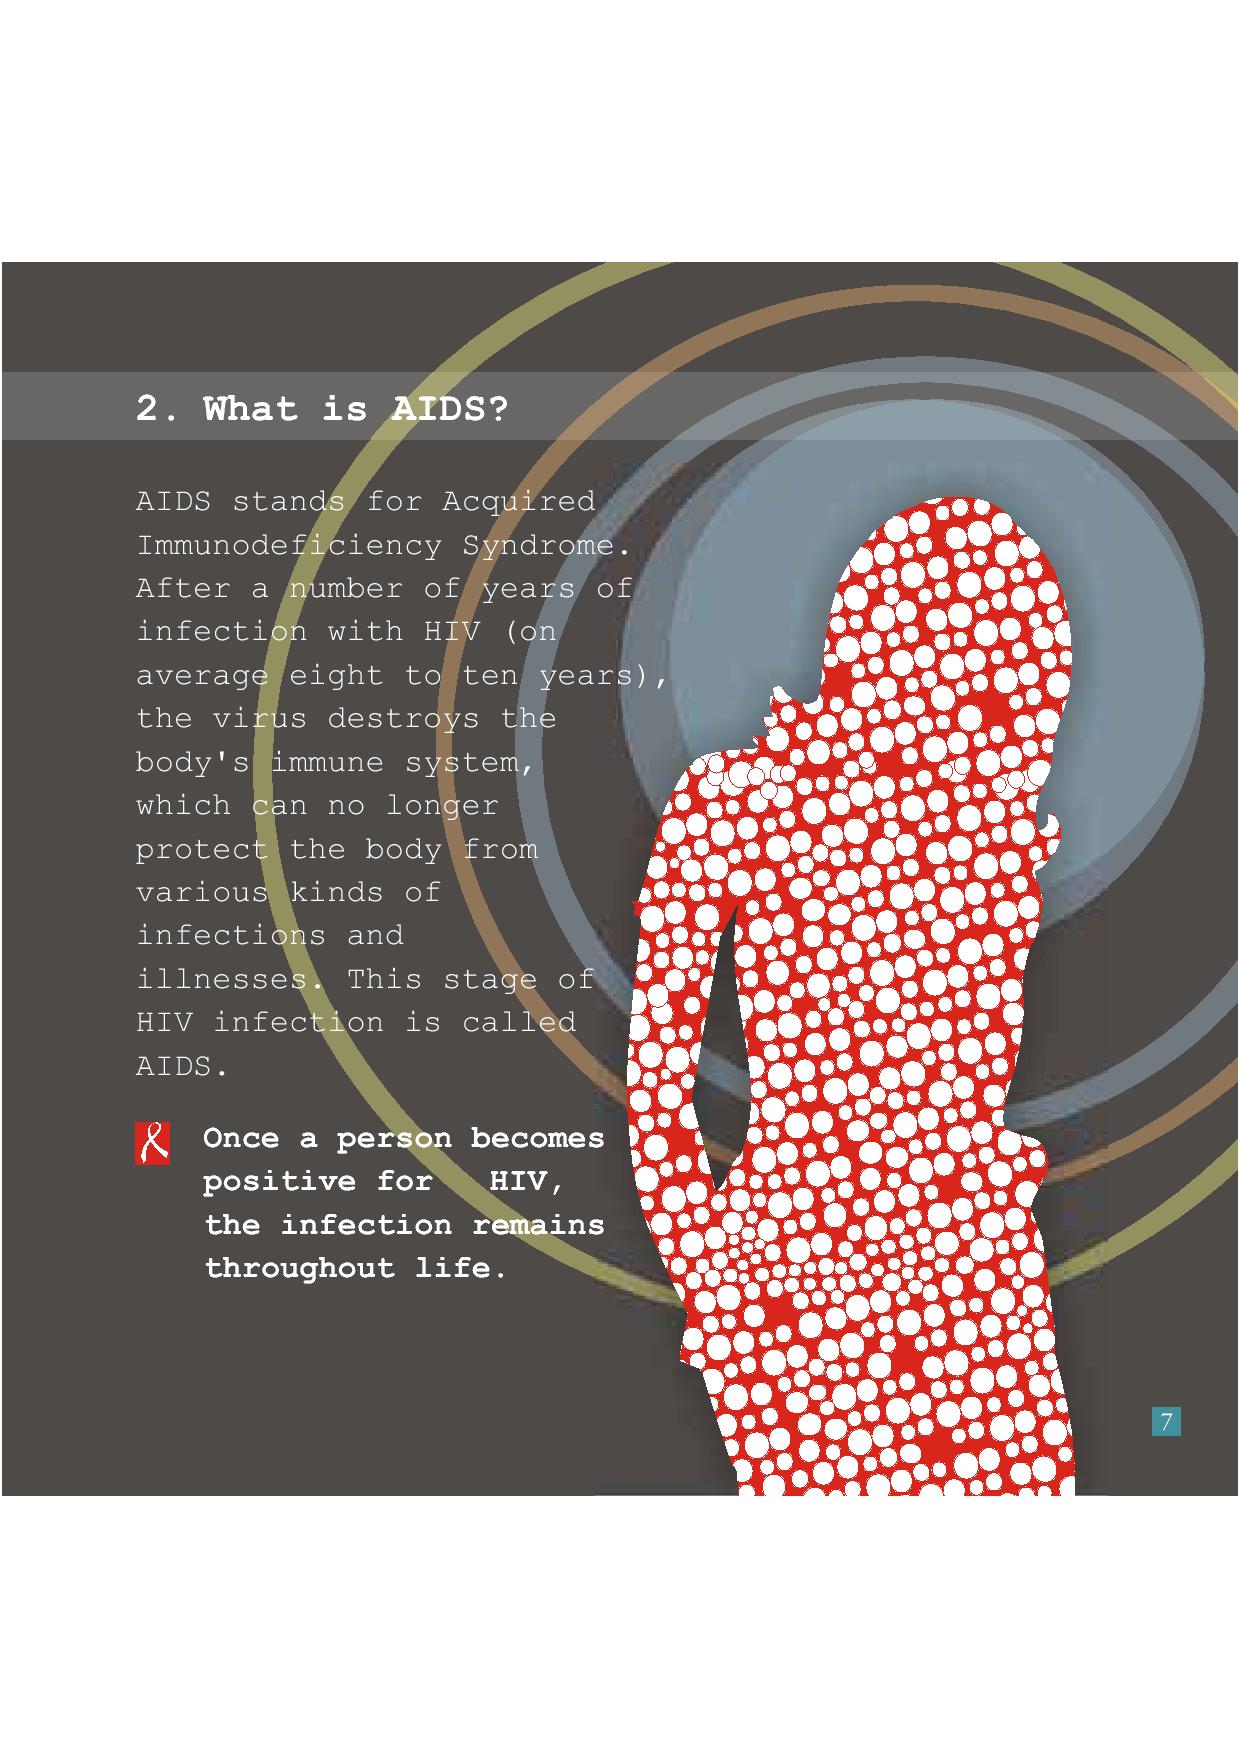 2. What is AIDS?
AIDS stands for Acquired
Immunodeficiency Syndrome.
After a number of years of
infection with HIV (on
average eight to ten years),
the virus destroys the
body's immune system,
which can no longer
protect the body from
various kinds of
infections and
illnesses. This stage of
HIV infection is called
AIDS.
Once a person becomes
positive for HIV,
the infection remains
throughout life.
7